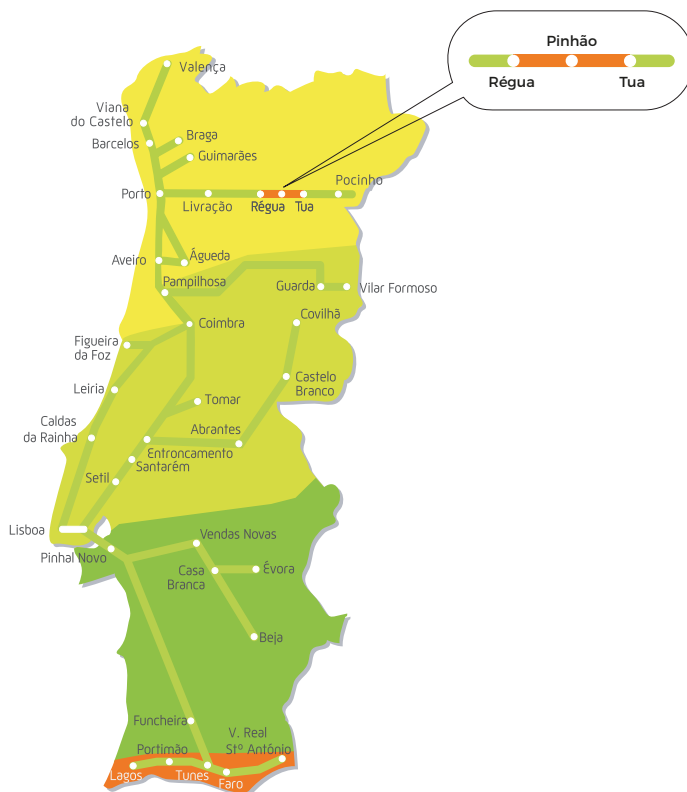 Pinhão
Régua
Tua
Valença
Viana
do Castelo
Barcelos
Braga
Guimarães
Porto
Livração
Régua
Tua
Pocinho
Aveiro
Águeda
Pampilhosa
Guarda
Vilar Formoso
Coimbra
Covilhã
Figueira
da Foz
Leiria
Castelo
Branco
Tomar
Caldas
da Rainha
Abrantes
Entroncamento
Santarém
Setil
Lisboa
Pinhal Novo
Vendas Novas
Casa
Branca
Évora
Beja
Funcheira
V. Real
Stº António
Portimão
Lagos
Tunes
Faro